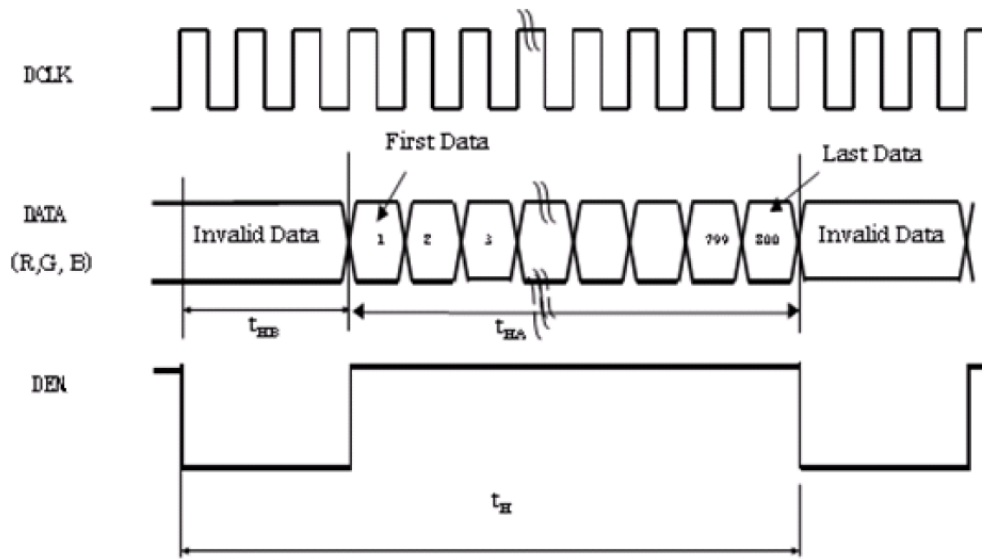 DCLK
First Data
Last Data
DATA
(R,G, B)
Invalid Data
1
2
3
799
800
Invalid Data
tHB
tHA
DEN
tH